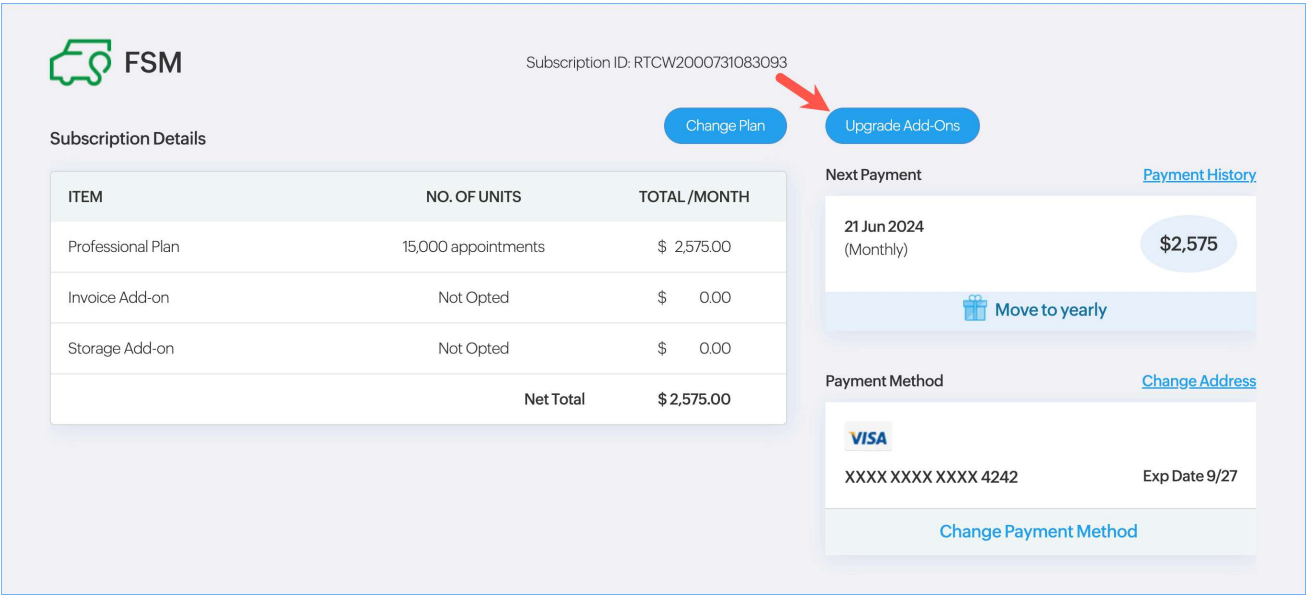 FSM
Subscription ID: RTCW2000731083093
Change Plan
Upgrade Add-Ons
Subscription Details
ITEM NO. OF UNITS TOTAL/MONTH
Professional Plan 15,000 appointments $ 2,575.00
Invoice Add-on Not Opted $ 0.00
Storage Add-on Not Opted $ 0.00
Net Total $ 2,575.00
Next Payment Payment History
21 Jun 2024
(Monthly)
$2,575
Move to yearly
Payment Method Change Address
VISA
XXXX XXXX XXXX 4242 Exp Date 9/27
Change Payment Method